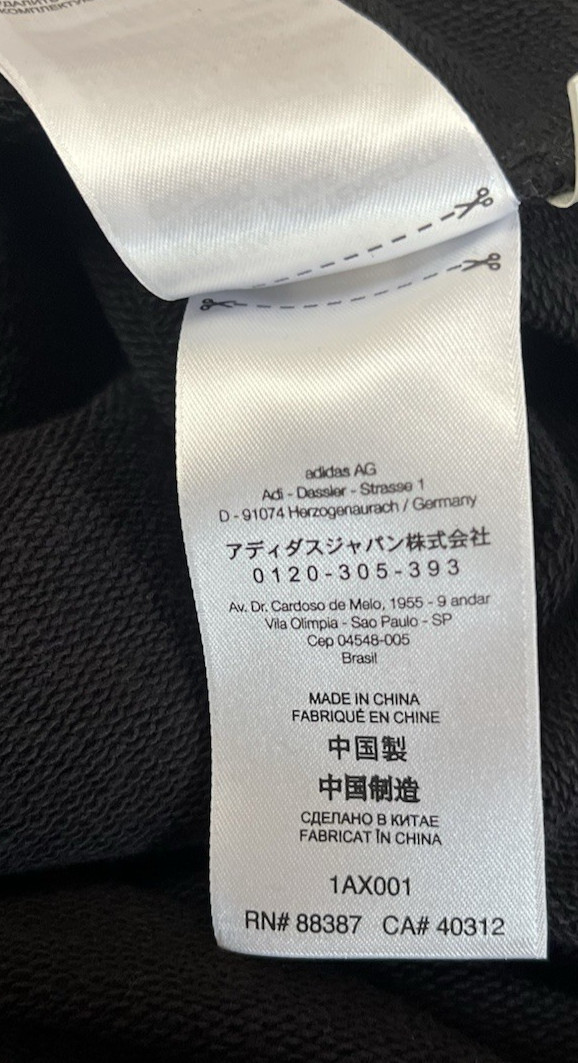 КОМПЛЕКТУ
adidas AG
Adi - Dassler - Strasse 1
D - 91074 Herzogenaurach / Germany
アディダスジャパン株式会社
0120-305-393
Av. Dr. Cardoso de Melo, 1955 - 9 andar
Vila Olimpia - Sao Paulo - SP
Cep 04548-005
Brasil
MADE IN CHINA
FABRIQUÉ EN CHINE
中国製
中国制造
СДЕЛАНО В КИТАЕ
FABRICAT ÎN CHINA
1AX001
RN# 88387 CA# 40312